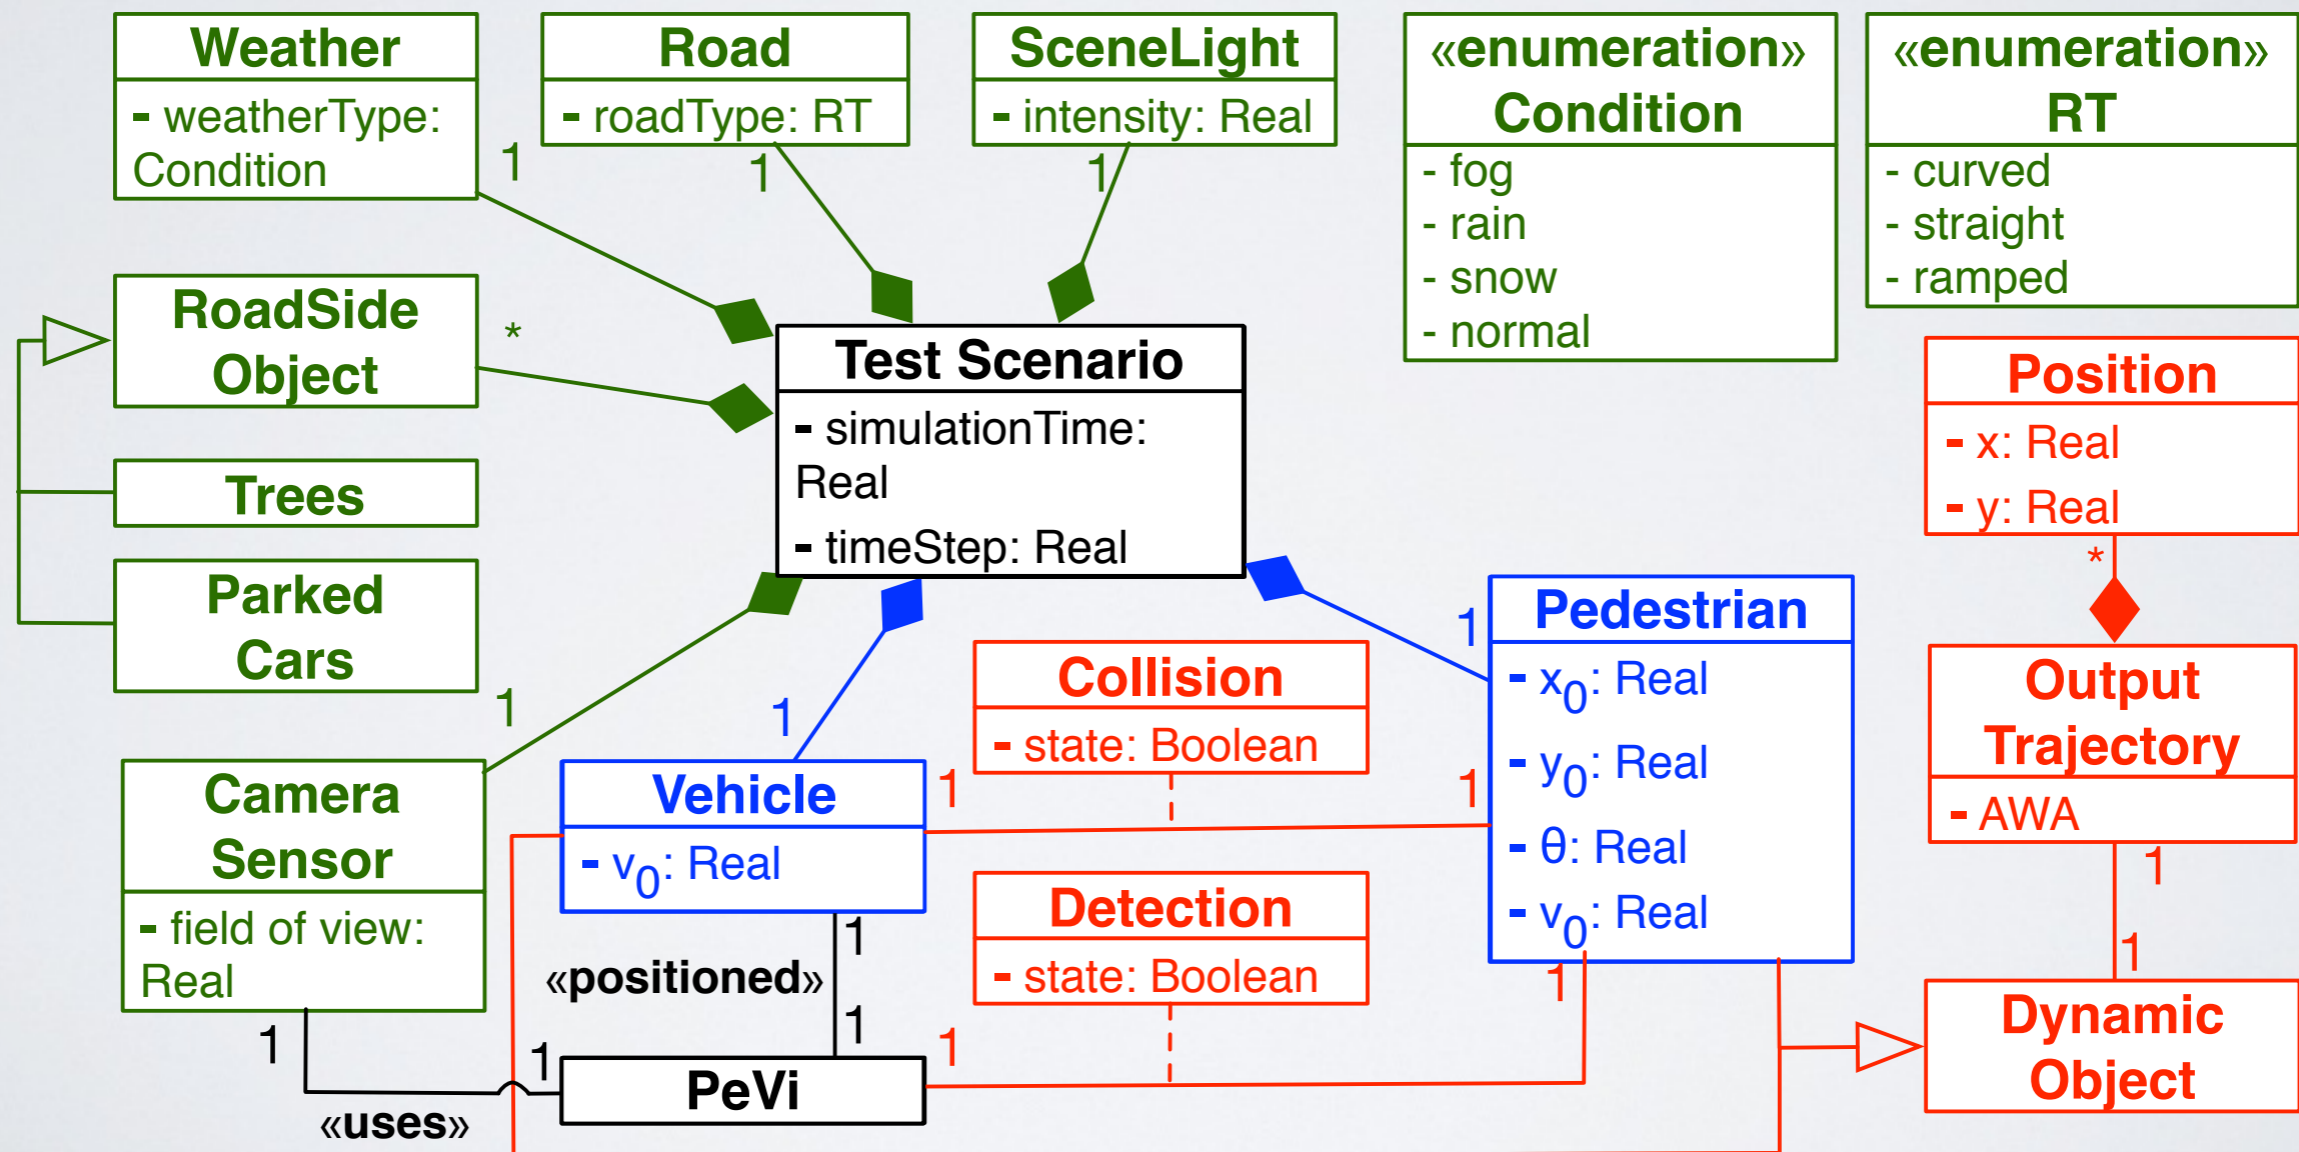 Weather
- weatherType:
Condition
1
Road
- roadType: RT
1
SceneLight
- intensity: Real
1
«enumeration»
Condition
- fog
- rain
- snow
- normal
«enumeration»
RT
- curved
- straight
- ramped
RoadSide
Object
*
Trees
Parked
Cars
Test Scenario
- simulationTime:
Real
- timeStep: Real
Position
- x: Real
- y: Real
*
Output
Trajectory
- AWA
1
1
Dynamic
Object
Pedestrian
- x₀: Real
- y₀: Real
- θ: Real
- v₀: Real
1
1
1
Collision
- state: Boolean
Detection
- state: Boolean
1
Camera
Sensor
- field of view:
Real
1
Vehicle
- v₀: Real
1
1
1
«positioned»
1
1
PeVi
1
1
«uses»